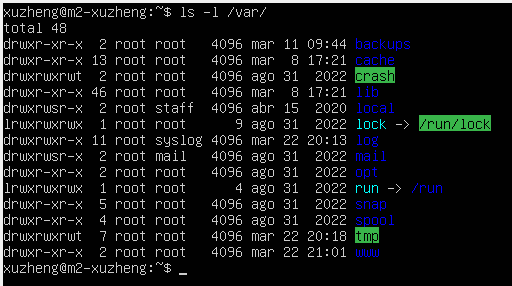 xuzheng@m2-xuzheng:~$ ls -l /var/
total 48
drwxr-xr-x  2 root root   4096 mar 11 09:44 backups
drwxr-xr-x 13 root root   4096 mar  8 17:21 cache
drwxrwxrwt  2 root root   4096 ago 31  2022 crash
drwxr-xr-x 46 root root   4096 mar  8 17:21 lib
drwxrwsr-x  2 root staff  4096 abr 15  2020 local
lrwxrwxrwx  1 root root      9 ago 31  2022 lock -> /run/lock
drwxrwxr-x 11 root syslog 4096 mar 22 20:13 log
drwxrwsr-x  2 root mail   4096 ago 31  2022 mail
drwxr-xr-x  2 root root   4096 ago 31  2022 opt
lrwxrwxrwx  1 root root      4 ago 31  2022 run -> /run
drwxr-xr-x  5 root root   4096 ago 31  2022 snap
drwxr-xr-x  4 root root   4096 ago 31  2022 spool
drwxrwxrwt  7 root root   4096 mar 22 20:18 tmp
drwxr-xr-x  2 root root   4096 mar 22 21:01 www
xuzheng@m2-xuzheng:~$ _